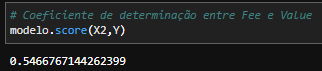 # Coeficiente de determinação entre Fee e Value
modelo.score(X2,Y)
0.5466767144262399